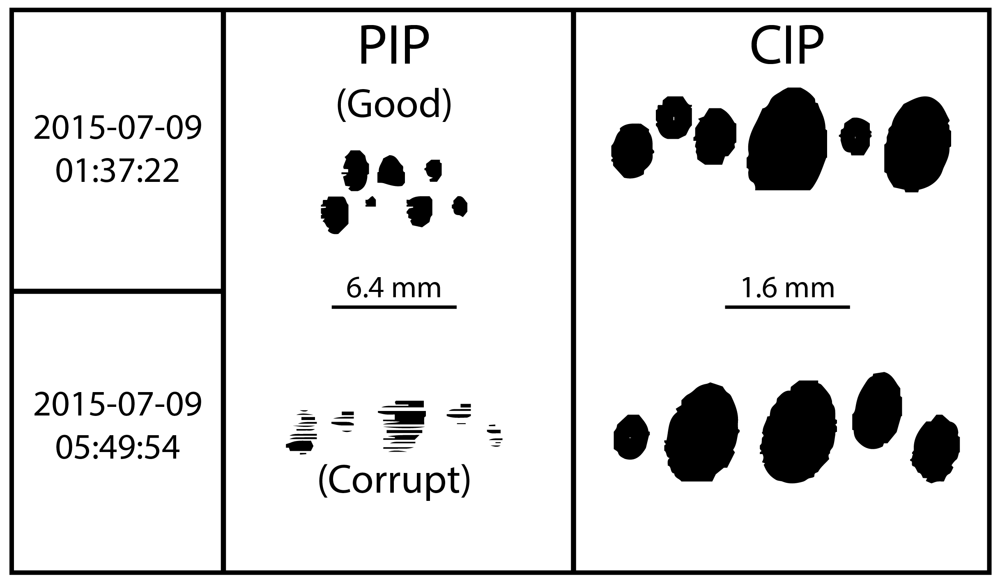 PIP
CIP
(Good)
2015-07-09
01:37:22
6.4 mm
1.6 mm
2015-07-09
05:49:54
(Corrupt)